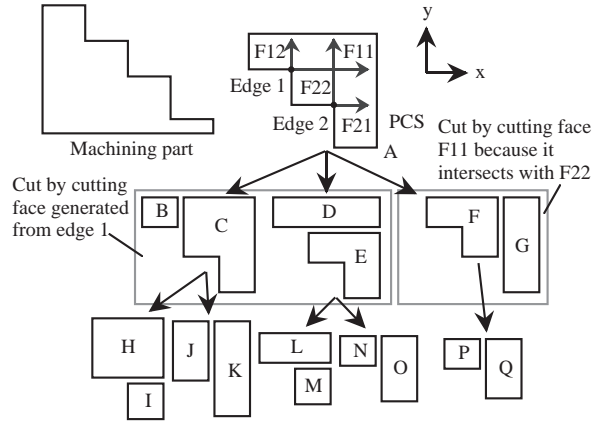 y
x
F12
F11
Edge 1
F22
Edge 2
F21
PCS
A
Machining part
Cut by cutting face
F11 because it
intersects with F22
Cut by cutting
face generated
from edge 1
B
C
D
E
F
G
H
I
J
K
L
M
N
O
P
Q